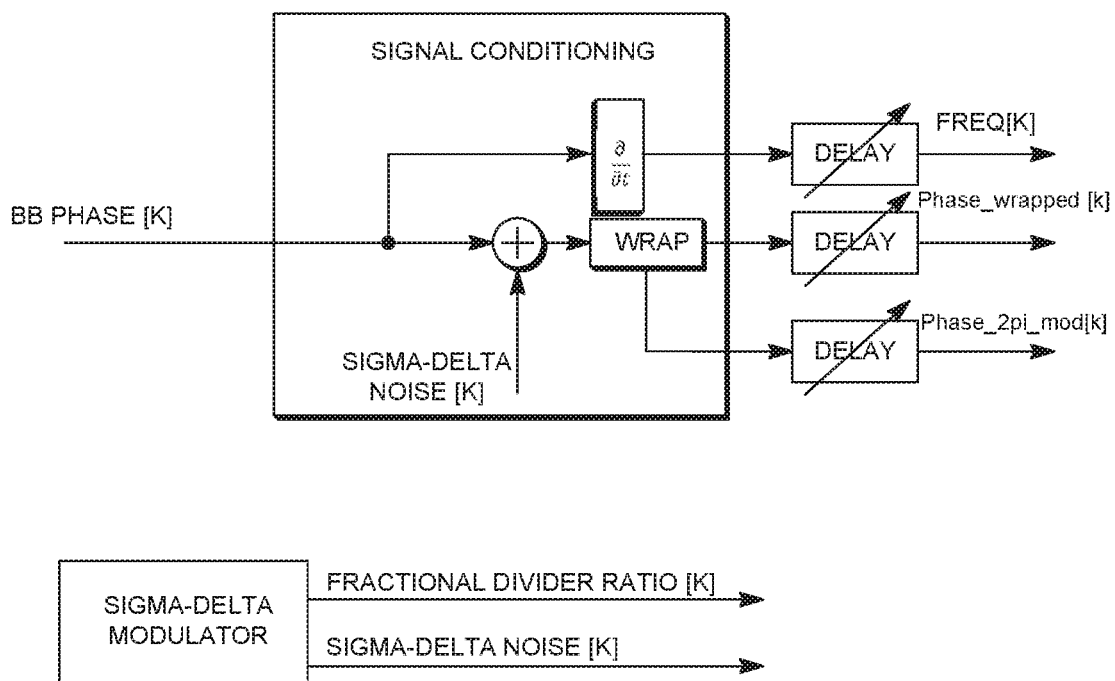 SIGNAL CONDITIONING
∂
∂t
DELAY
FREQ[K]
BB PHASE [K]
WRAP
DELAY
Phase_wrapped [k]
SIGMA-DELTA
NOISE [K]
DELAY
Phase_2pi_mod[k]
SIGMA-DELTA
MODULATOR
FRACTIONAL DIVIDER RATIO [K]
SIGMA-DELTA NOISE [K]